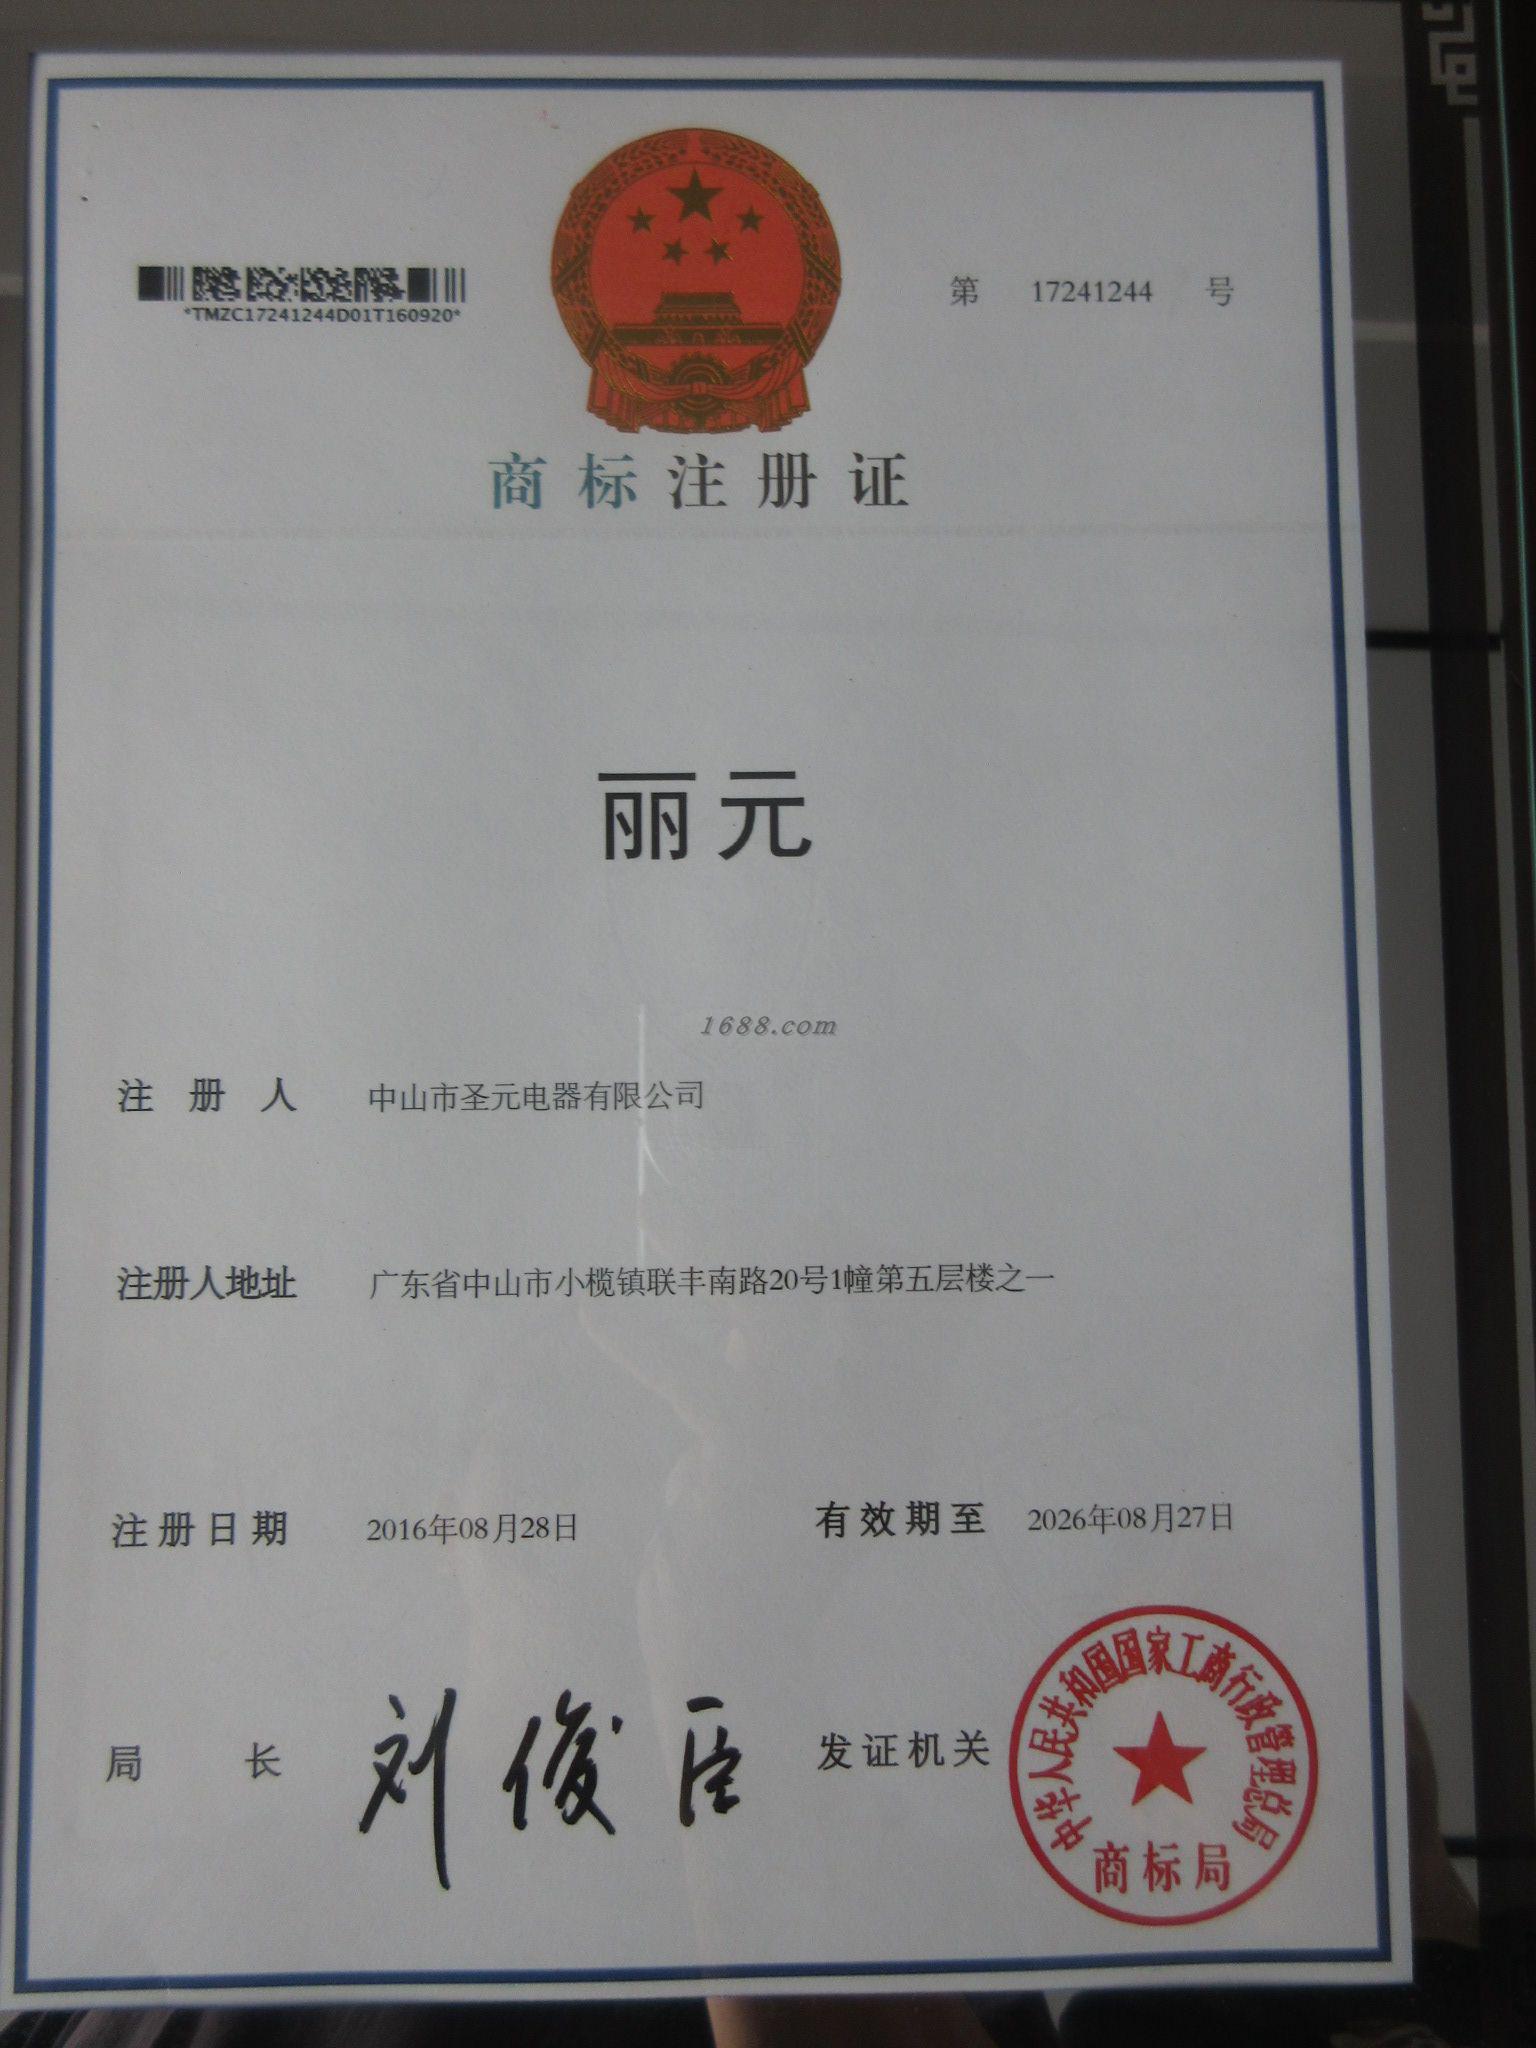 *TMZC17241244D01T160920*
第 17241244 号
商标注册证
丽元
1688.com
注册人 中山市圣元电器有限公司
注册人地址 广东省中山市小榄镇联丰南路20号1幢第五层楼之一
注册日期 2016年08月28日 有效期至 2026年08月27日
局长 刘俊臣 发证机关
中华人民共和国国家工商行政管理总局
商标局